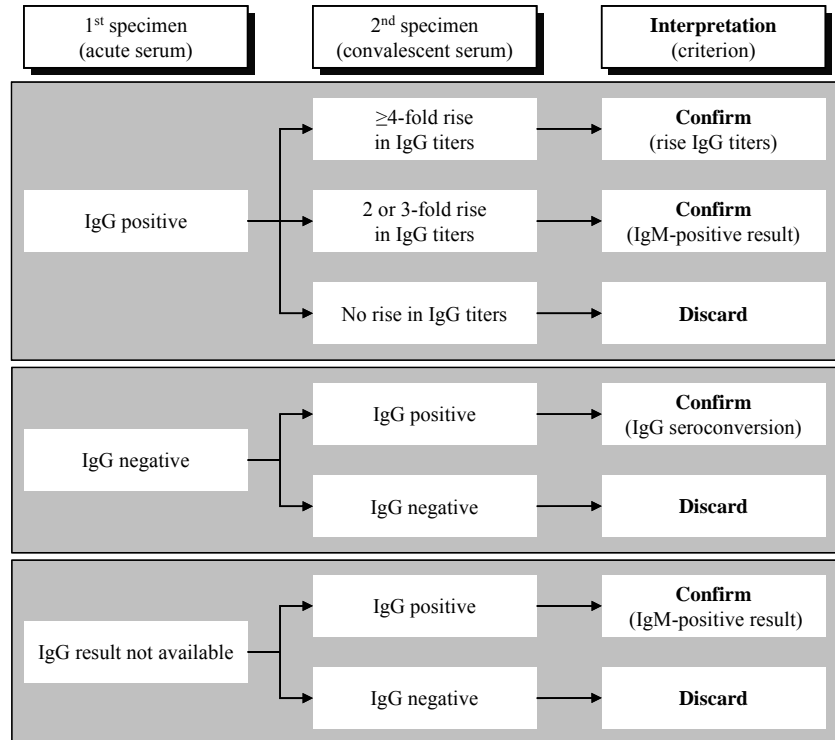 1st specimen
(acute serum)
2nd specimen
(convalescent serum)
Interpretation
(criterion)
IgG positive
≥4-fold rise
in IgG titers
Confirm
(rise IgG titers)
2 or 3-fold rise
in IgG titers
Confirm
(IgM-positive result)
No rise in IgG titers
Discard
IgG negative
IgG positive
Confirm
(IgG seroconversion)
IgG negative
Discard
IgG result not available
IgG positive
Confirm
(IgM-positive result)
IgG negative
Discard